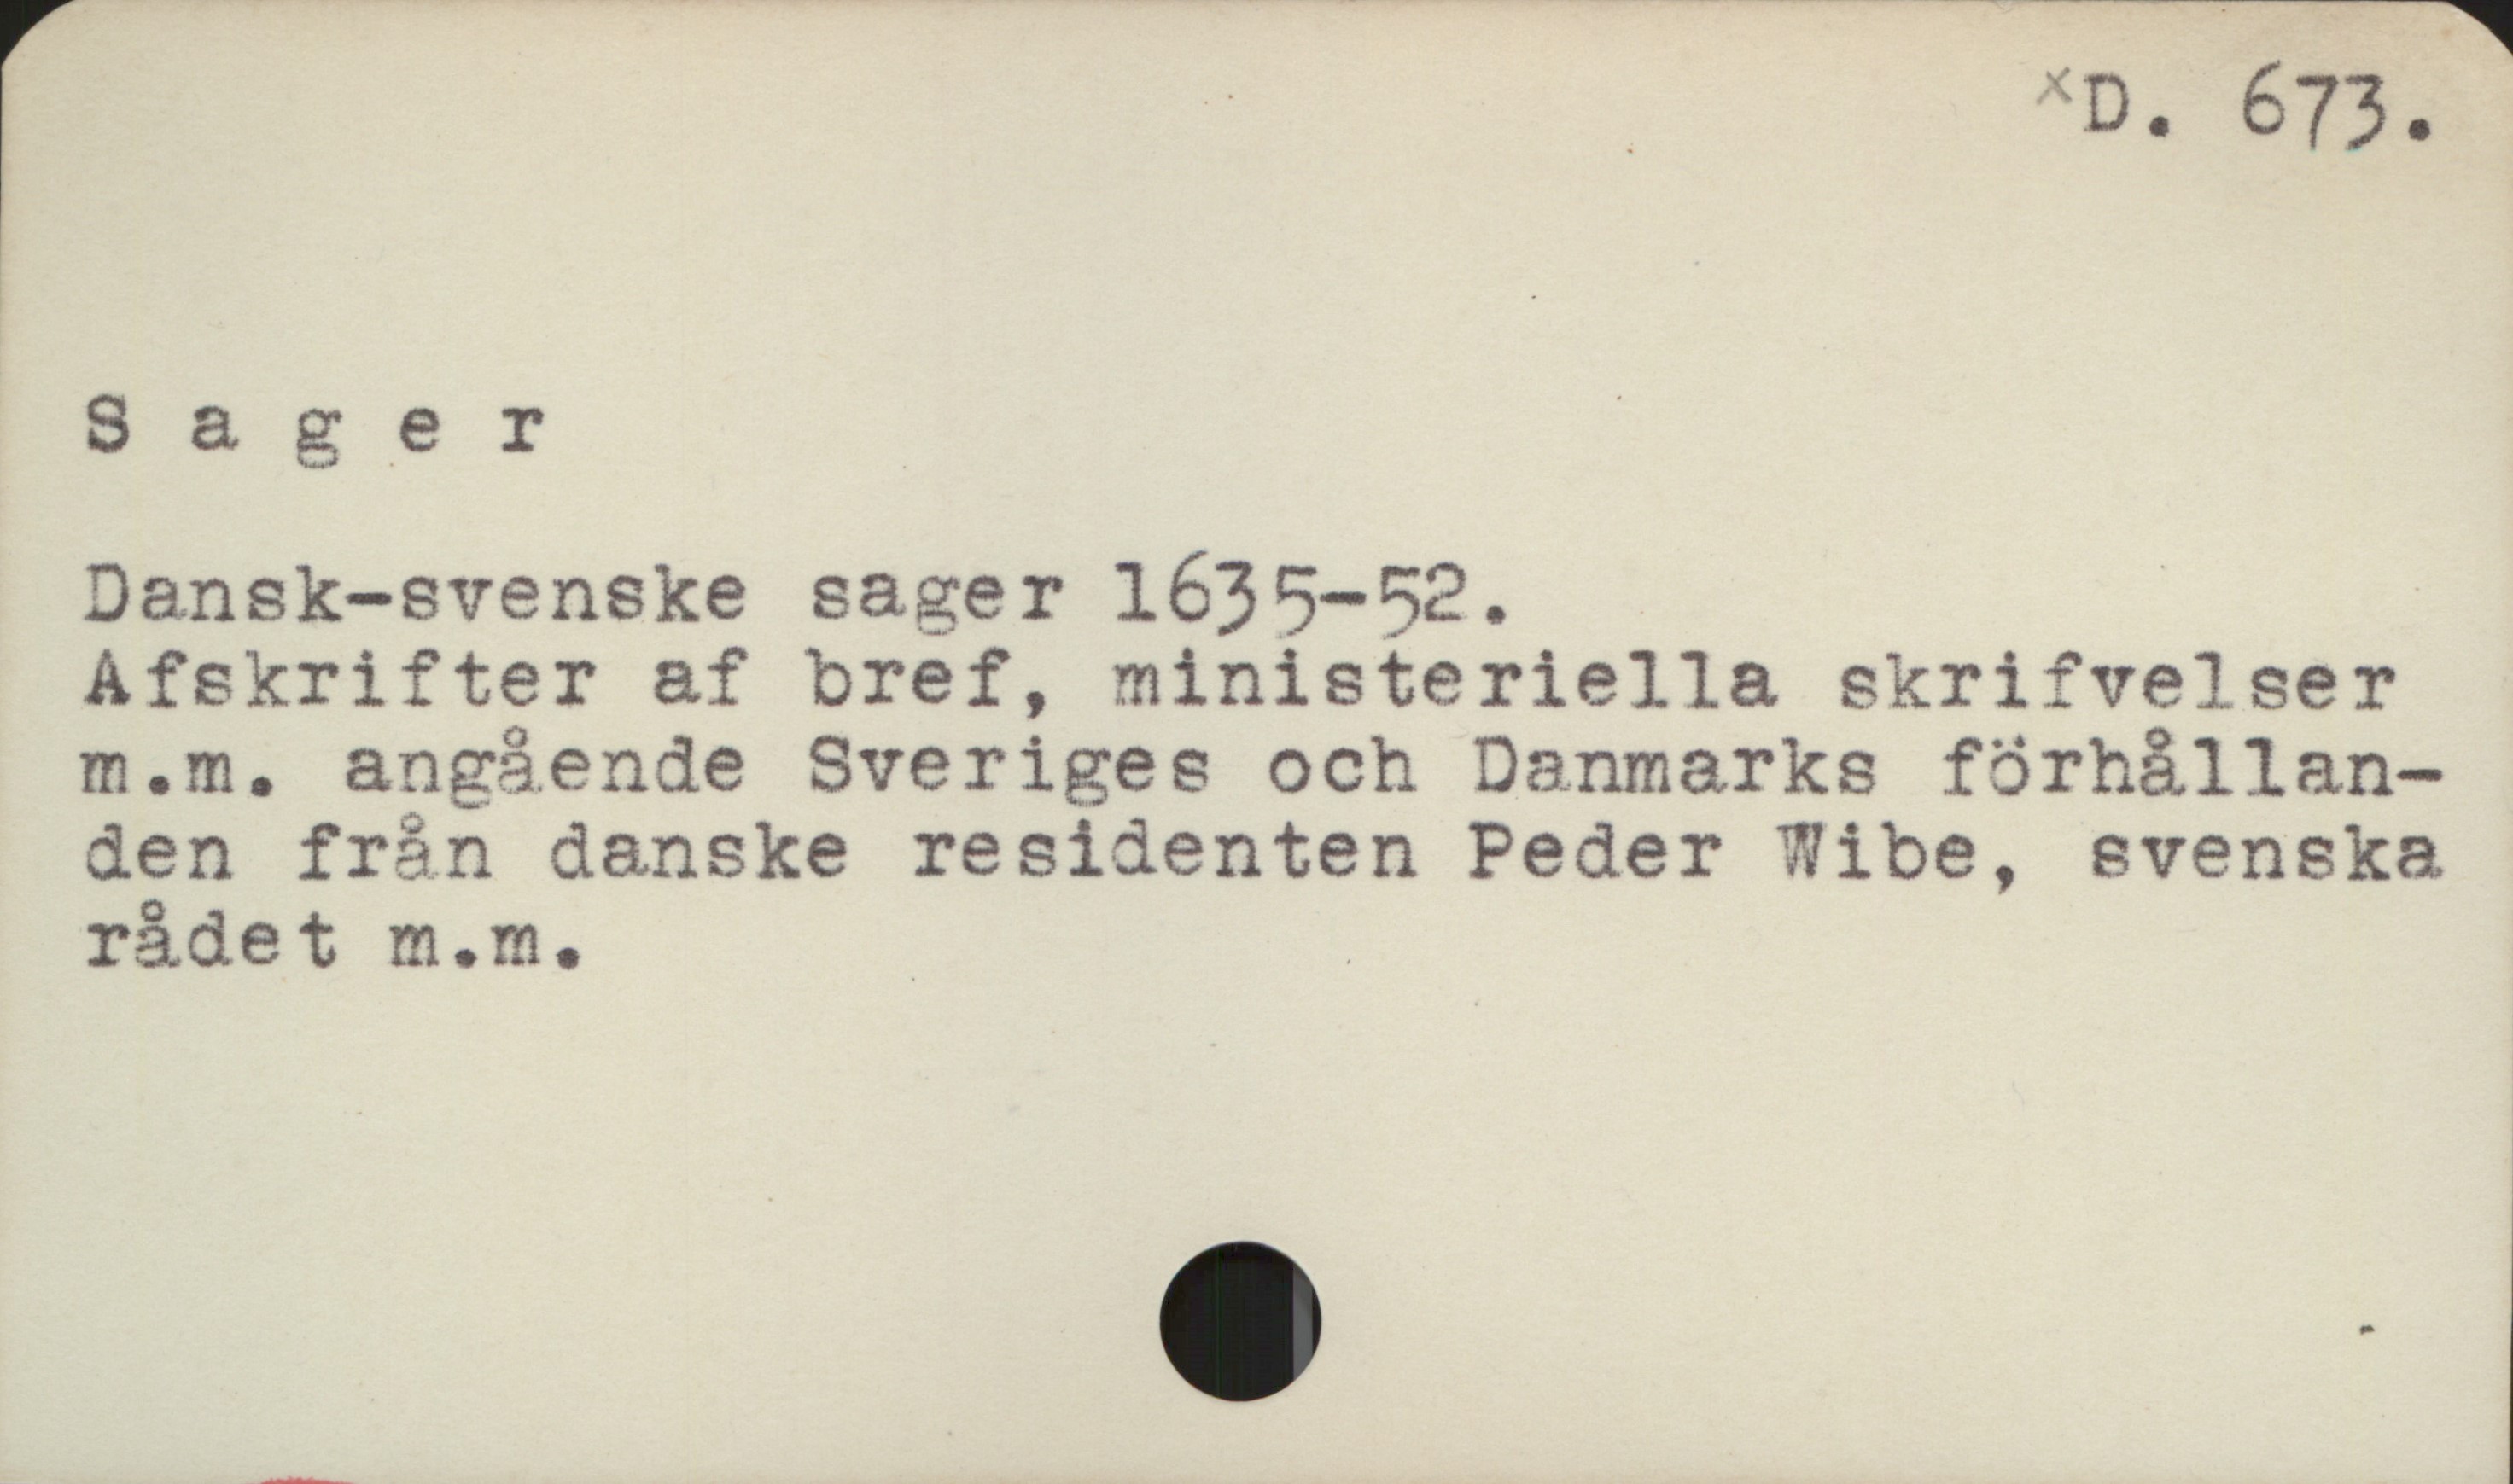 xD. 673.
S a g e r
Dansk-svenske sager 1635-52.
Afskrifter af bref, ministeriella skrifvelser
m.m. angående Sveriges och Danmarks förhållan-
den från danske residenten Peder Wibe, svenska
rådet m.m.